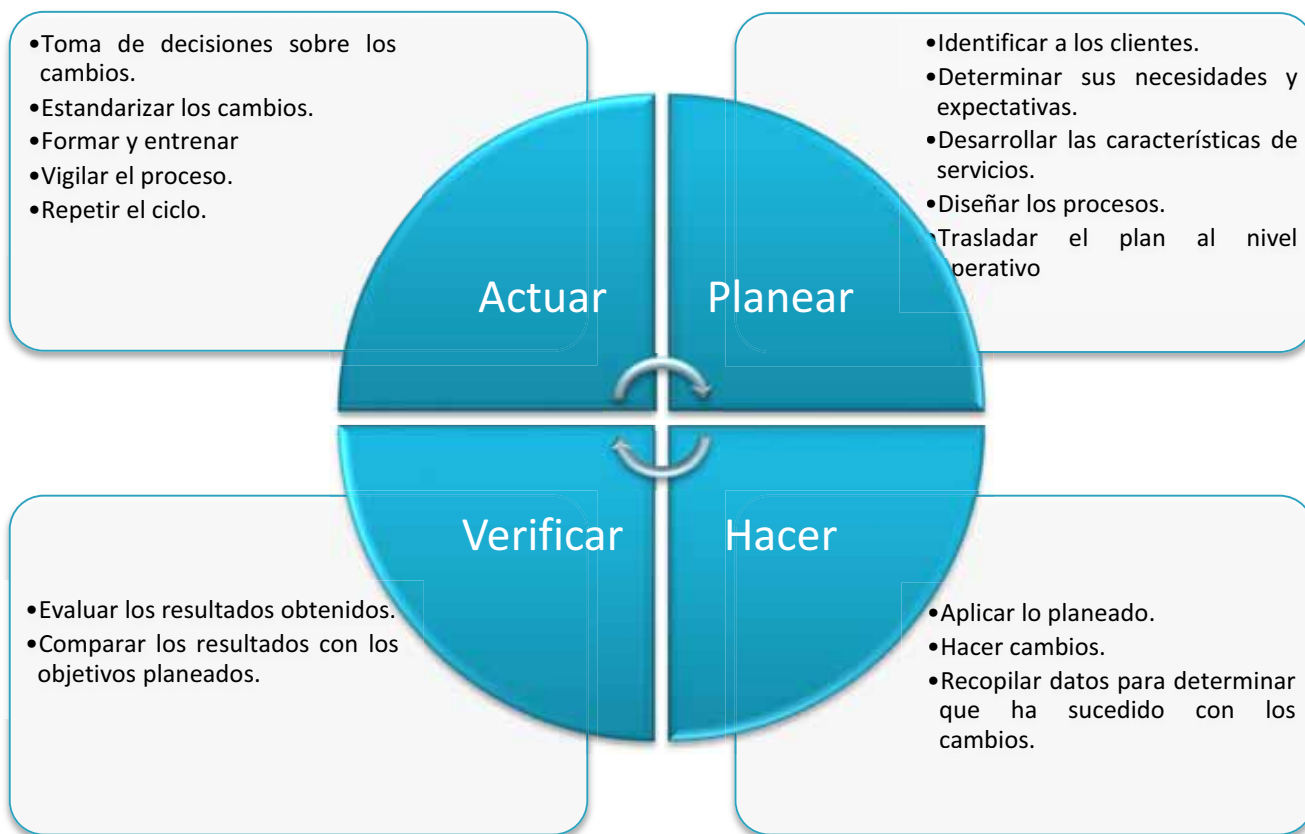 •Toma de decisiones sobre los
cambios.
•Estandarizar los cambios.
•Formar y entrenar
•Vigilar el proceso.
•Repetir el ciclo.
•Identificar a los clientes.
•Determinar sus necesidades y
expectativas.
•Desarrollar las características de
servicios.
•Diseñar los procesos.
•Trasladar el plan al nivel
operativo
Actuar
Planear
Verificar
Hacer
•Evaluar los resultados obtenidos.
•Comparar los resultados con los
objetivos planeados.
•Aplicar lo planeado.
•Hacer cambios.
•Recopilar datos para determinar
que ha sucedido con los
cambios.